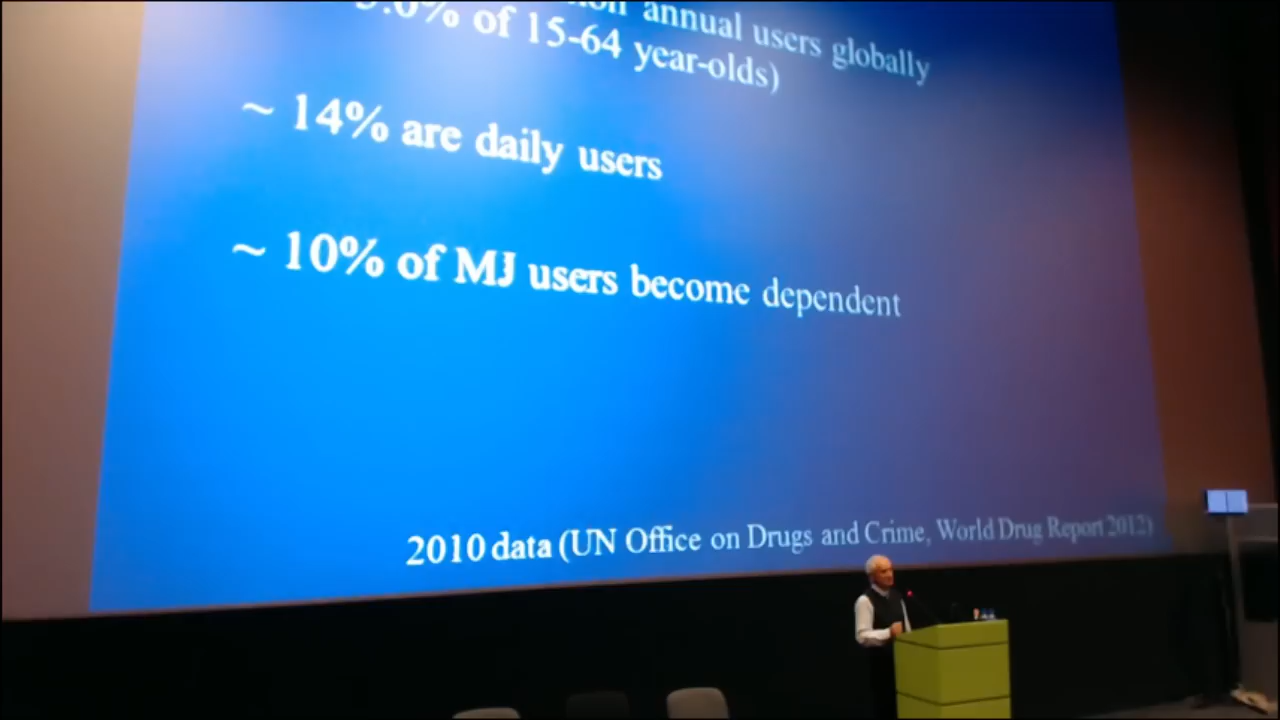 annual users globally
of 15-64 year-olds)
~ 14% are daily users
~ 10% of MJ users become dependent
2010 data (UN Office on Drugs and Crime, World Drug Report 2012)